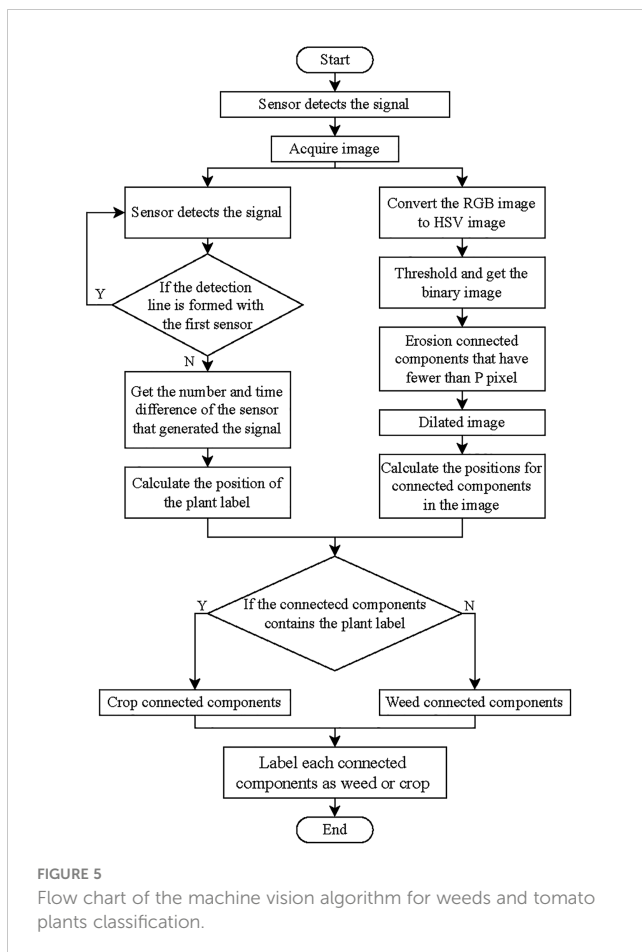 Start
Sensor detects the signal
Acquire image
Sensor detects the signal
If the detection
line is formed with
the first sensor
Y
N
Get the number and time
difference of the sensor
that generated the signal
Calculate the position of
the plant label
Convert the RGB image
to HSV image
Threshold and get the
binary image
Erosion connected
components that have
fewer than P pixel
Dilated image
Calculate the positions for
connected components
in the image
If the connectecd components
contains the plant label
Y
N
Crop connected components
Weed connected components
Label each connected
components as weed or crop
End
FIGURE 5
Flow chart of the machine vision algorithm for weeds and tomato
plants classification.